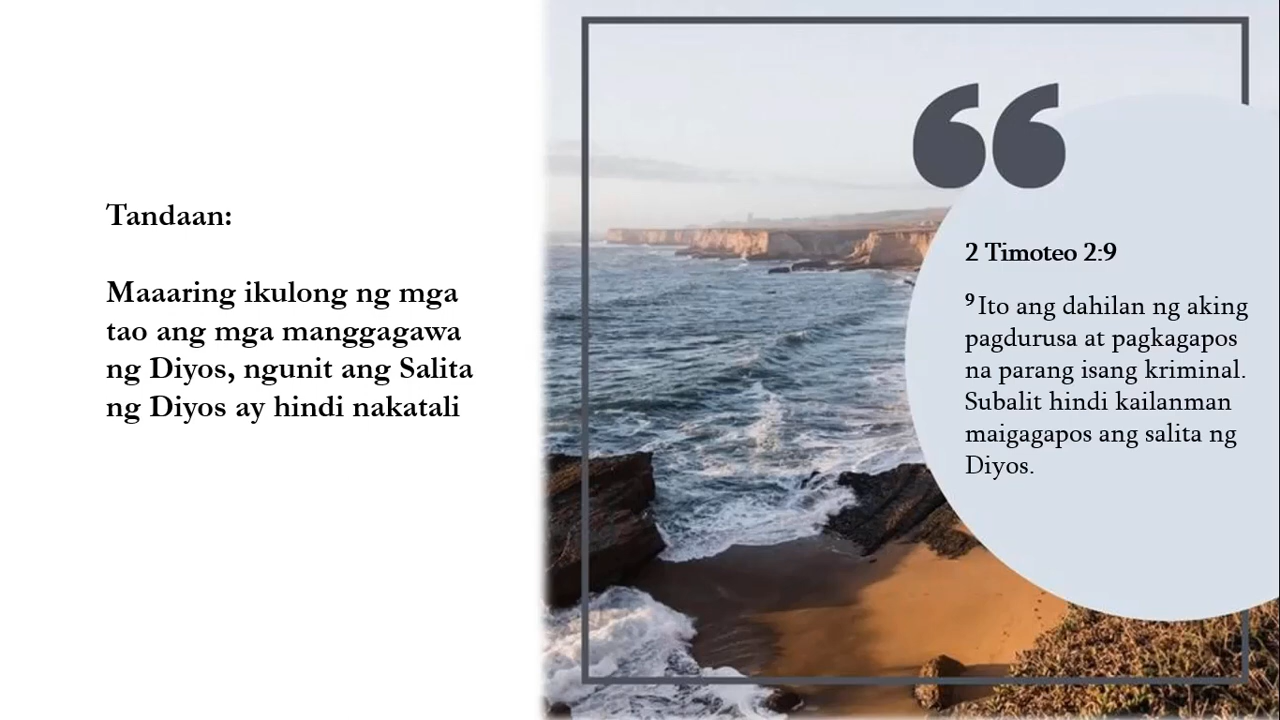 Tandaan:
Maaaring ikulong ng mga
tao ang mga manggagawa
ng Diyos, ngunit ang Salita
ng Diyos ay hindi nakatali
“
2 Timoteo 2:9
9 Ito ang dahilan ng aking
pagdurusa at pagkagapos
na parang isang kriminal.
Subalit hindi kailanman
maigagapos ang salita ng
Diyos.